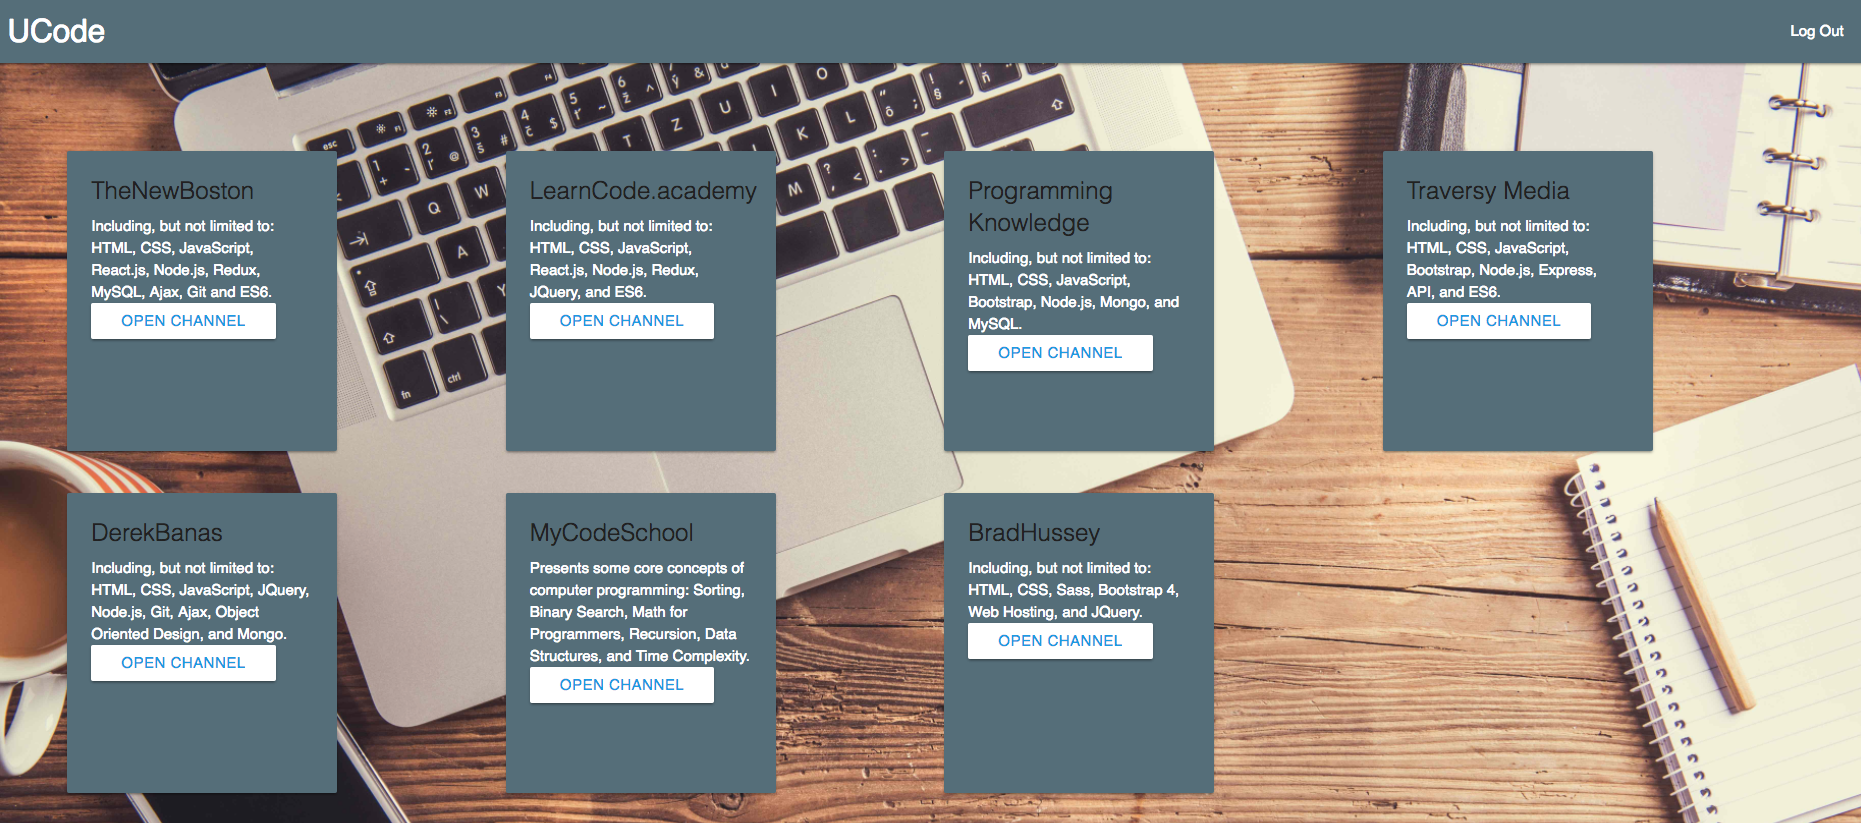 UCode
Log Out
TheNewBoston
Including, but not limited to:
HTML, CSS, JavaScript,
React.js, Node.js, Redux,
MySQL, Ajax, Git and ES6.
OPEN CHANNEL
LearnCode.academy
Including, but not limited to:
HTML, CSS, JavaScript,
React.js, Node.js, Redux,
JQuery, and ES6.
OPEN CHANNEL
Programming
Knowledge
Including, but not limited to:
HTML, CSS, JavaScript,
Bootstrap, Node.js, Mongo, and
MySQL.
OPEN CHANNEL
Traversy Media
Including, but not limited to:
HTML, CSS, JavaScript,
Bootstrap, Node.js, Express,
API, and ES6.
OPEN CHANNEL
DerekBanas
Including, but not limited to:
HTML, CSS, JavaScript, JQuery,
Node.js, Git, Ajax, Object
Oriented Design, and Mongo.
OPEN CHANNEL
MyCodeSchool
Presents some core concepts of
computer programming: Sorting,
Binary Search, Math for
Programmers, Recursion, Data
Structures, and Time Complexity.
OPEN CHANNEL
BradHussey
Including, but not limited to:
HTML, CSS, Sass, Bootstrap 4,
Web Hosting, and JQuery.
OPEN CHANNEL